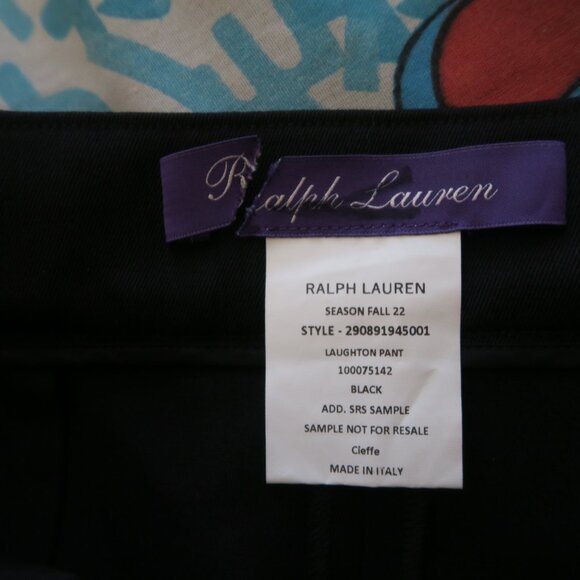 Ralph Lauren
RALPH LAUREN
SEASON FALL 22
STYLE - 290891945001
LAUGHTON PANT
100075142
BLACK
ADD. SRS SAMPLE
SAMPLE NOT FOR RESALE
Cieffe
MADE IN ITALY